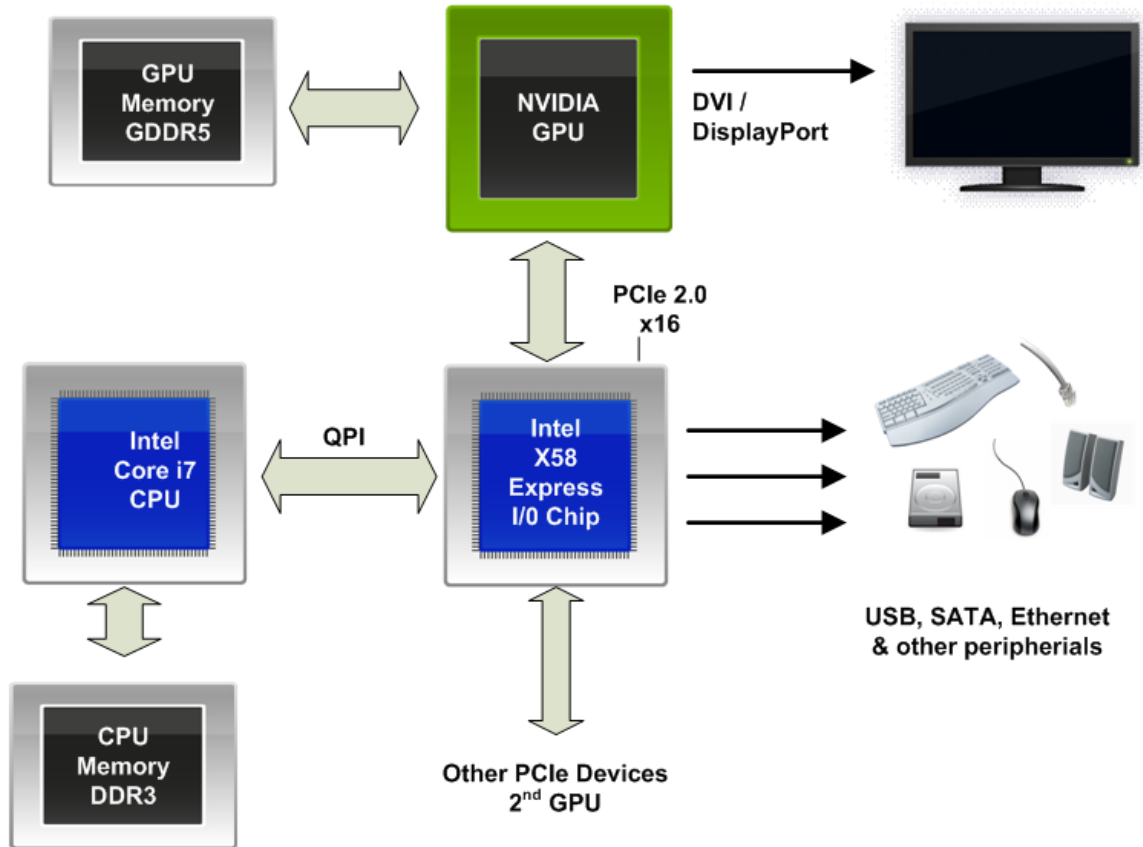 GPU
Memory
GDDR5
NVIDIA
GPU
DVI /
DisplayPort
PCIe 2.0
x16
Intel
Core i7
CPU
QPI
Intel
X58
Express
I/0 Chip
USB, SATA, Ethernet
& other peripherials
CPU
Memory
DDR3
Other PCIe Devices
2nd GPU